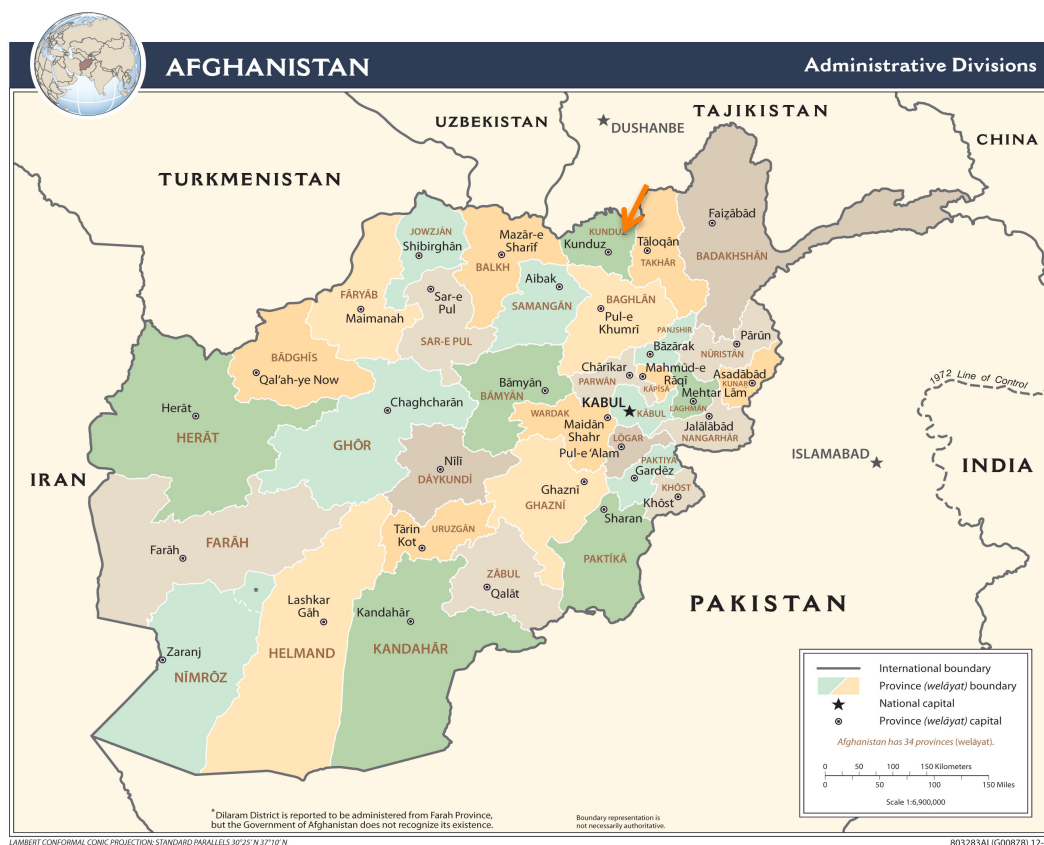 AFGHANISTAN
Administrative Divisions
UZBEKISTAN
DUSHANBE
TAJIKISTAN
CHINA
TURKMENISTAN
JOWZJĀN
Shibirghān
Mazār-e
Sharīf
BALKH
KUNDUZ
Kunduz
Tāloqān
TAKHĀR
Faiẕābād
BADAKHSHĀN
FĀRYĀB
Maimanah
Sar-e
Pul
SAR-E PUL
Aibak
SAMANGĀN
BAGHLĀN
Pul-e
Khumrī
PANJSHIR
Bāzārak
Pārūn
NŪRISTĀN
BĀDGHĪS
Qal'ah-ye Now
Chārīkar
PARWĀN
Mahmūd-e
Rāqī
KĀPĪSĀ
Asadābād
KUNAR
Mehtar Lām
LAGHMĀN
Bāmyān
BĀMYĀN
KABUL
KĀBUL
Jalālābād
NANGARHĀR
Herāt
HERĀT
Chaghcharān
GHŌR
WARDAK
Maidān
Shahr
LŌGAR
Pul-e ‘Alam
PAKTIYĀ
Gardēz
KHŌST
Khōst
1972 Line of Control
ISLAMABAD
INDIA
IRAN
Nīlī
DĀYKUNDĪ
Ghaznī
GHAZNĪ
Sharan
PAKTĪKĀ
Farāh
FARĀH
Tārin
Kot
URUZGĀN
ZĀBUL
Qalāt
PAKISTAN
*
Lashkar
Gāh
HELMAND
Kandahār
KANDAHĀR
Zaranj
NĪMRŌZ
International boundary
Province (welāyat) boundary
National capital
Province (welāyat) capital
Afghanistan has 34 provinces (welāyat).
0 50 100 150 Kilometers
0 50 100 150 Miles
Scale 1:6,900,000
*Dilaram District is reported to be administered from Farah Province,
but the Government of Afghanistan does not recognize its existence.
Boundary representation is
not necessarily authoritative.
LAMBERT CONFORMAL CONIC PROJECTION; STANDARD PARALLELS 30°25' N 37°10' N
803283AI (G00878) 12-